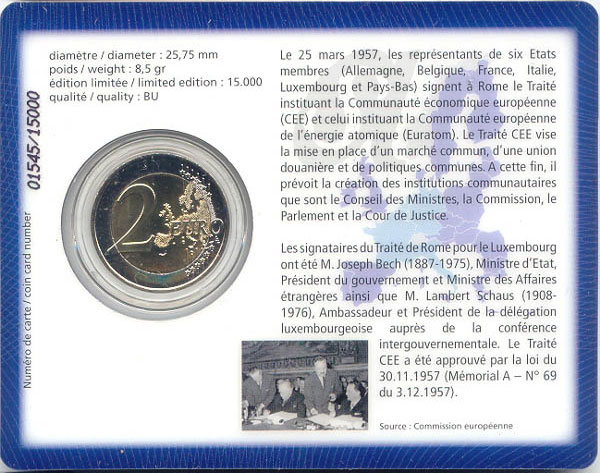 diamètre / diameter : 25,75 mm
poids / weight : 8,5 gr
édition limitée / limited edition : 15.000
qualité / quality : BU
Numéro de carte / coin card number
01545/15000
2 EURO
Le 25 mars 1957, les représentants de six Etats
membres (Allemagne, Belgique, France, Italie,
Luxembourg et Pays-Bas) signent à Rome le Traité
instituant la Communauté économique européenne
(CEE) et celui instituant la Communauté européenne
de l'énergie atomique (Euratom). Le Traité CEE vise
la mise en place d'un marché commun, d'une union
douanière et de politiques communes. A cette fin, il
prévoit la création des institutions communautaires
que sont le Conseil des Ministres, la Commission, le
Parlement et la Cour de Justice.
Les signataires du Traité de Rome pour le Luxembourg
ont été M. Joseph Bech (1887-1975), Ministre d'Etat,
Président du gouvernement et Ministre des Affaires
étrangères ainsi que M. Lambert Schaus (1908-
1976), Ambassadeur et Président de la délégation
luxembourgeoise auprès de la conférence
intergouvernementale. Le Traité
CEE a été approuvé par la loi du
30.11.1957 (Mémorial A – N° 69
du 3.12.1957).
Source : Commission européenne